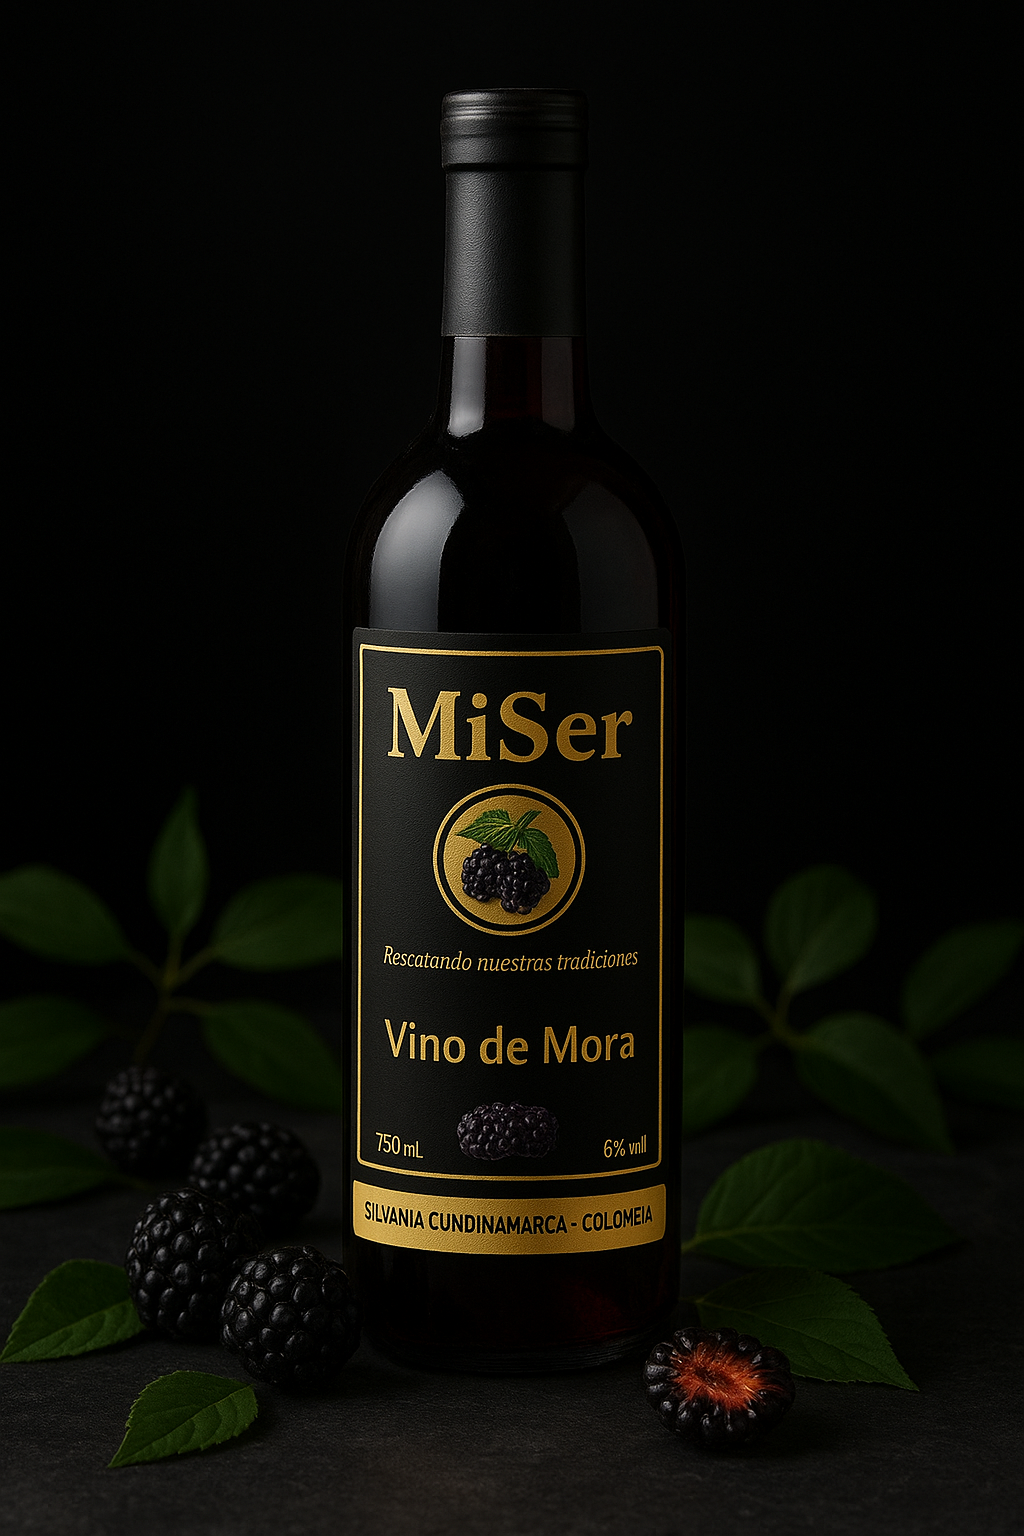 MiSer
Rescatando nuestras tradiciones
Vino de Mora
750 mL
6% vnll
SILVANIA CUNDINAMARCA - COLOMEIA